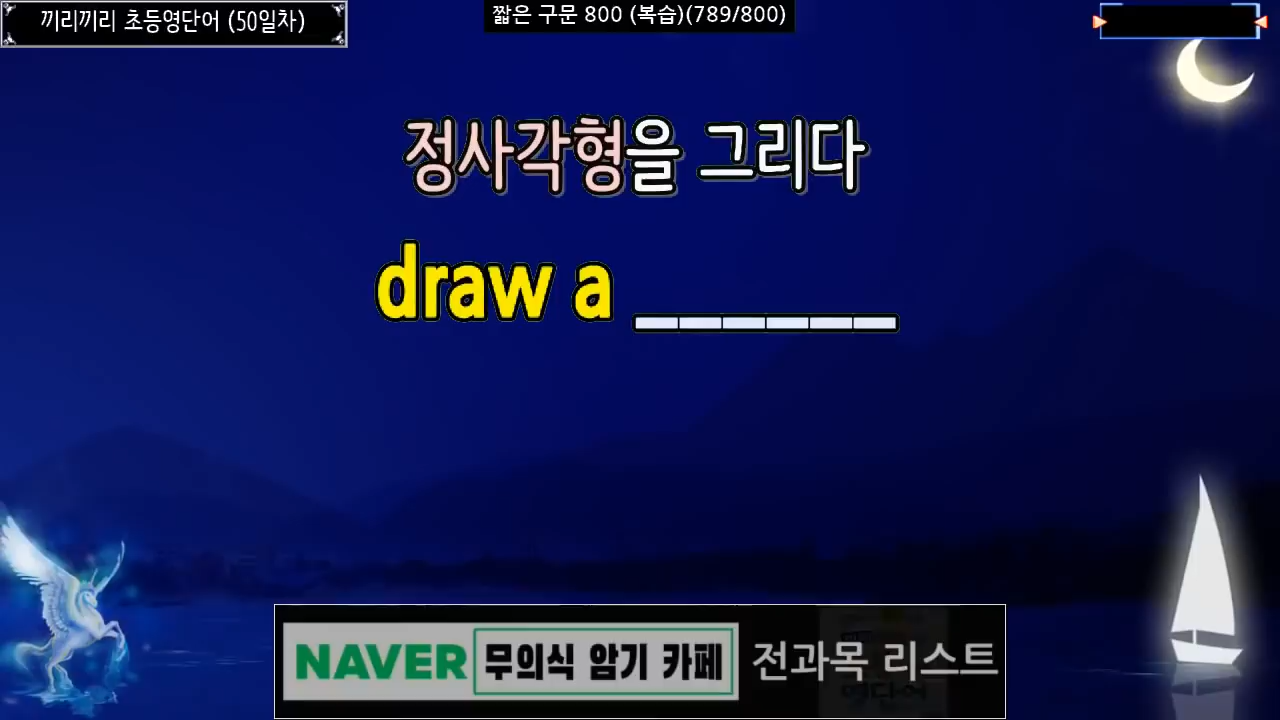 끼리끼리 초등영단어 (50일차)
짧은 구문 800 (복습)(789/800)
정사각형을 그리다
draw a ______
NAVER 무의식 암기 카페 전과목 리스트